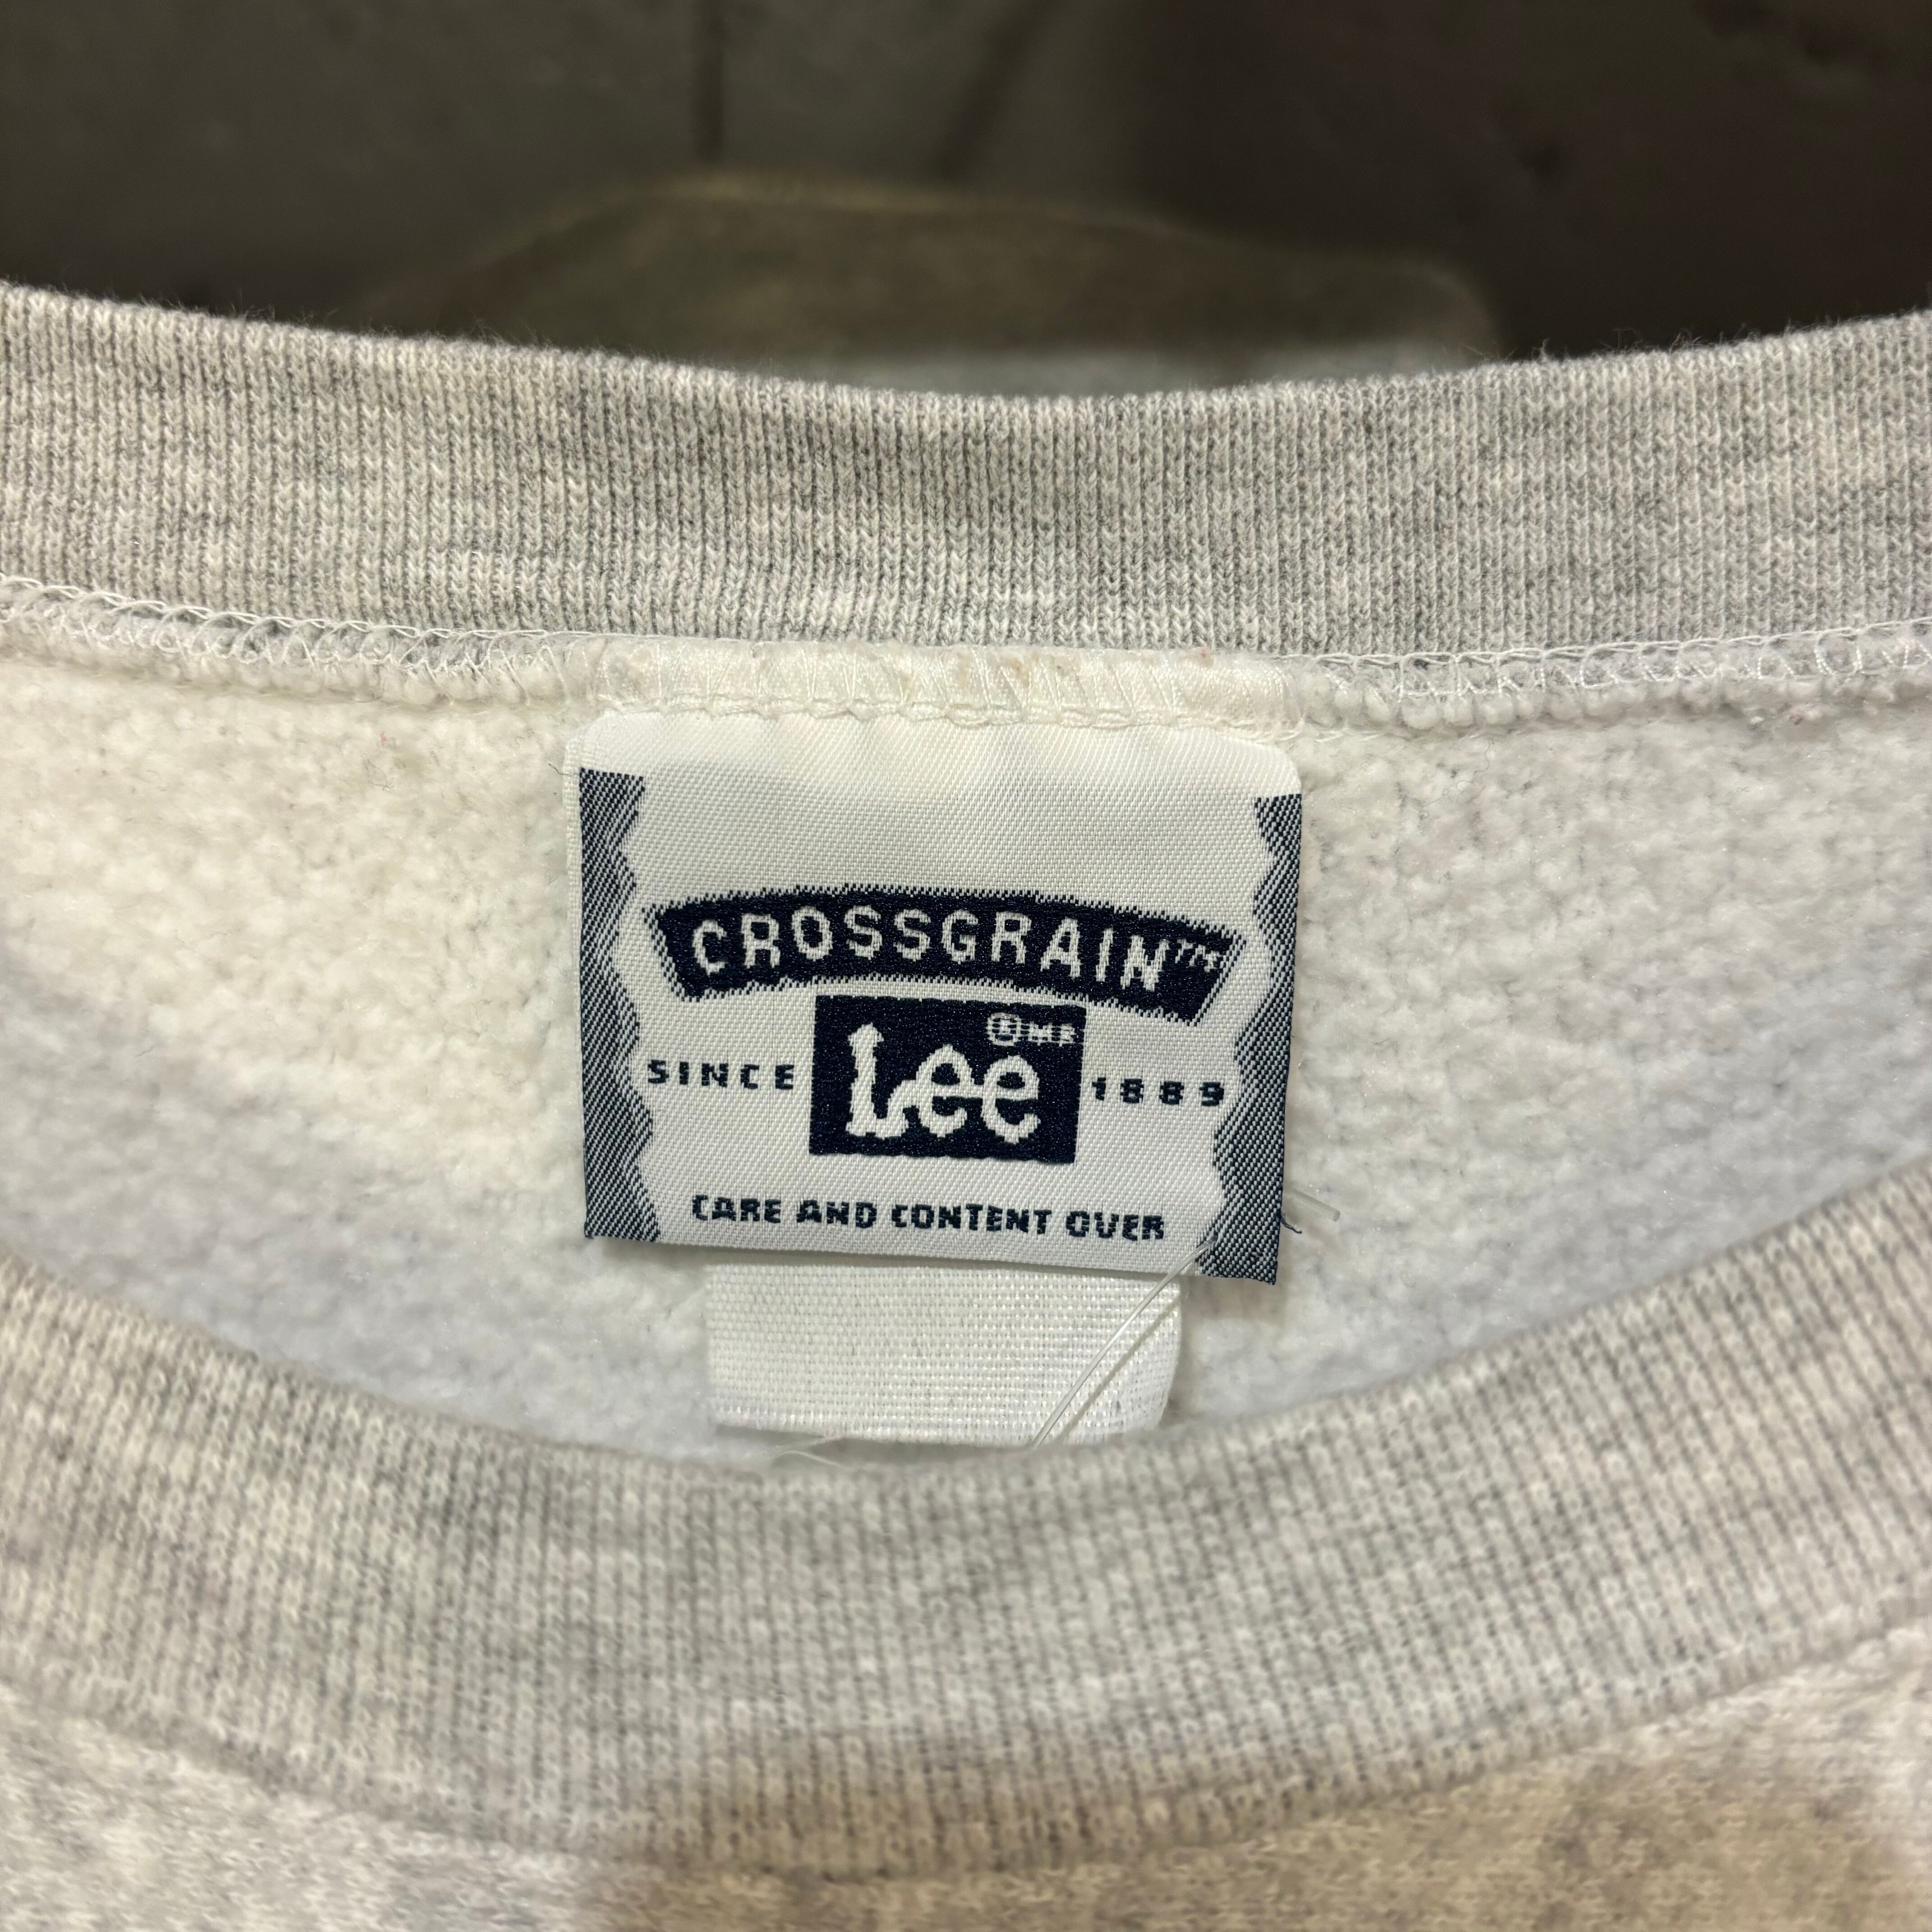 CROSSGRAIN™
Lee ® MR
SINCE 1889
CARE AND CONTENT OVER